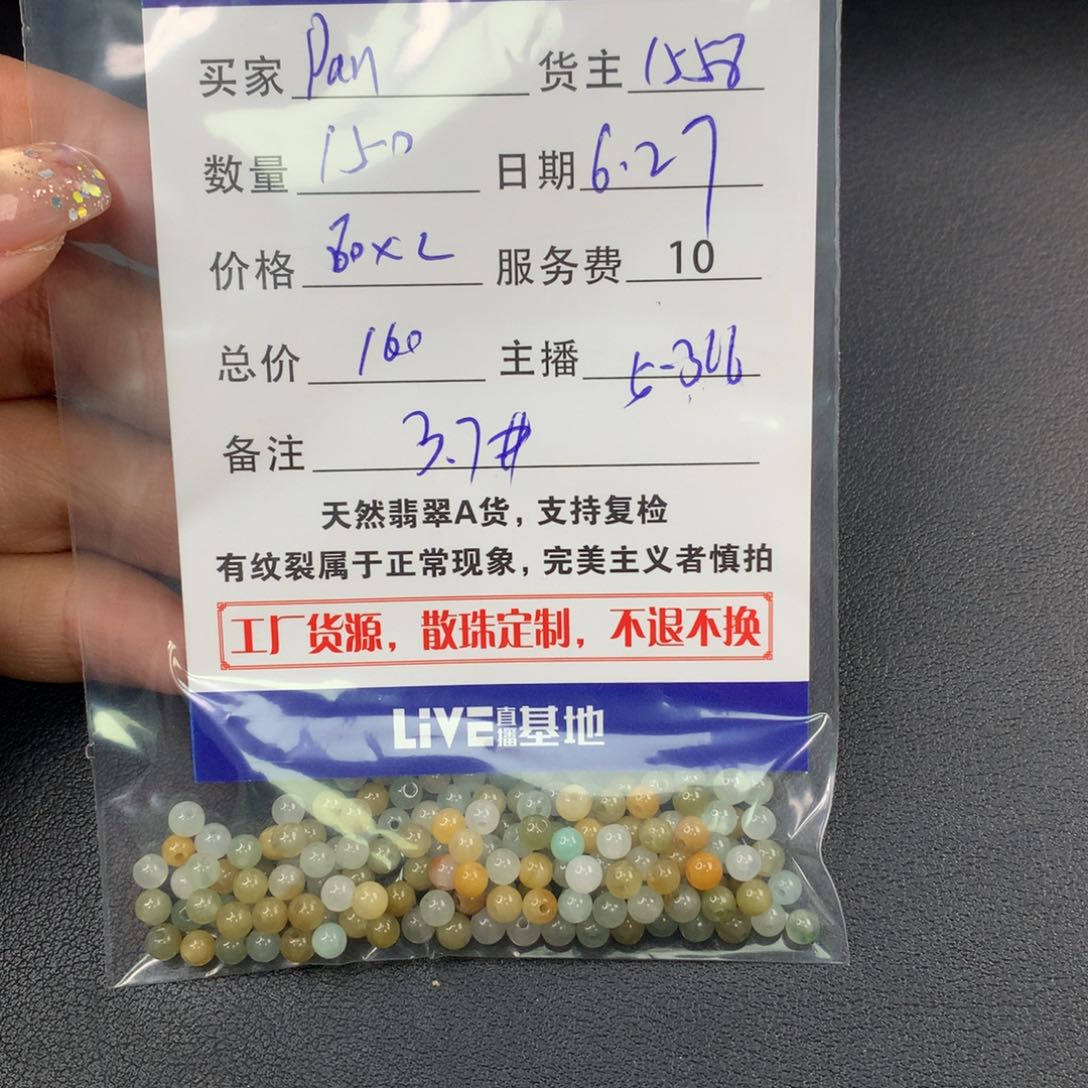 买家 Pan 货主 1558
数量 150 日期 6.27
价格 80×2 服务费 10
总价 160 主播 5-366
备注 3.7#
天然翡翠A货，支持复检
有纹裂属于正常现象，完美主义者慎拍
工厂货源，散珠定制，不退不换
LiVE直播基地